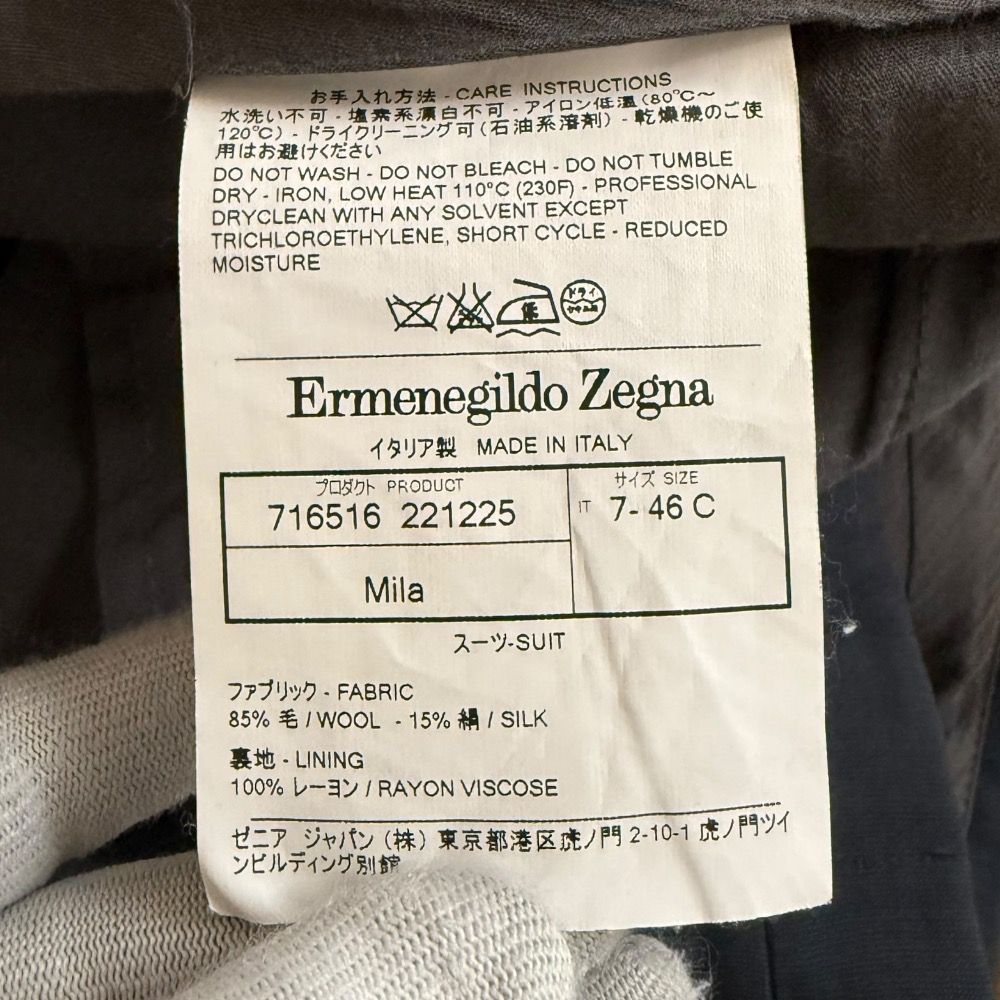 お手入れ方法 - CARE INSTRUCTIONS
水洗い不可 - 塩素系漂白不可 - アイロン低温(80℃～
120℃) - ドライクリーニング可(石油系溶剤) - 乾燥機のご使
用はお避けください
DO NOT WASH - DO NOT BLEACH - DO NOT TUMBLE
DRY - IRON, LOW HEAT 110°C (230F) - PROFESSIONAL
DRYCLEAN WITH ANY SOLVENT EXCEPT
TRICHLOROETHYLENE, SHORT CYCLE - REDUCED
MOISTURE
低 ドライ
Ermenegildo Zegna
イタリア製 MADE IN ITALY
プロダクト PRODUCT サイズ SIZE
716516 221225 IT 7- 46 C
Mila
スーツ-SUIT
ファブリック - FABRIC
85% 毛 / WOOL - 15% 絹 / SILK
裏地 - LINING
100% レーヨン / RAYON VISCOSE
ゼニア ジャパン (株) 東京都港区虎ノ門 2-10-1 虎ノ門ツイ
ンビルディング別館